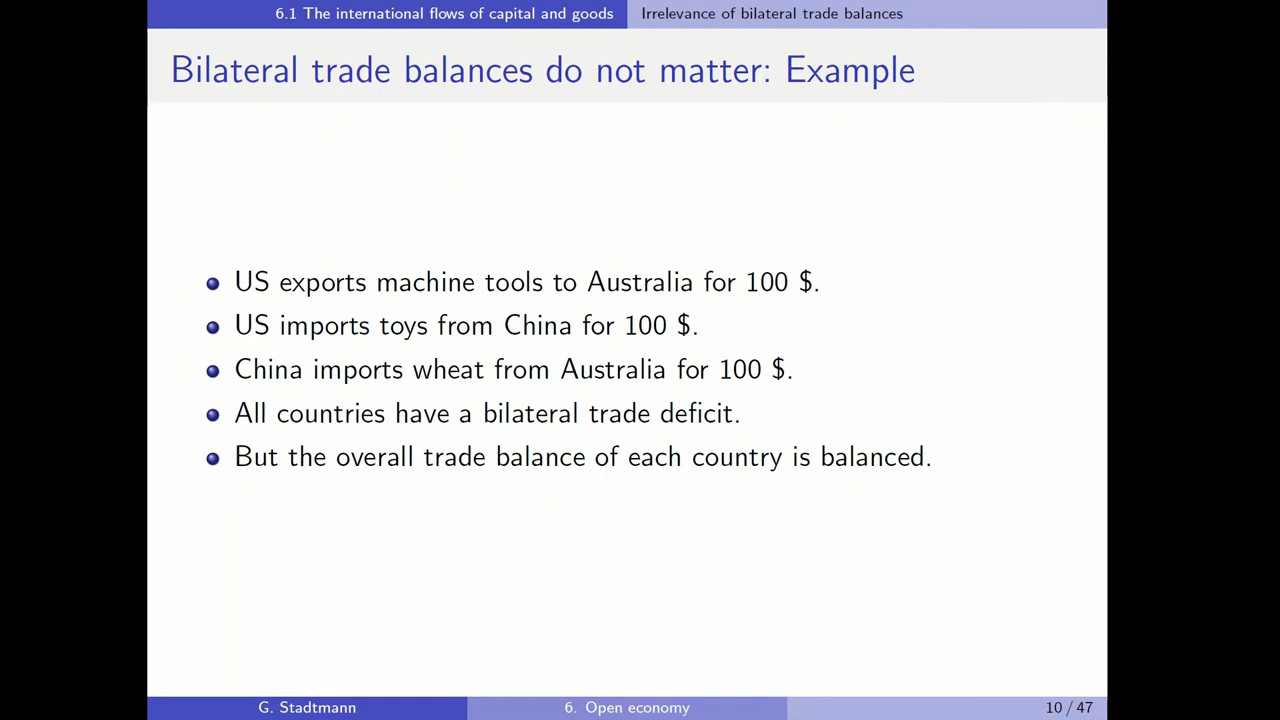 6.1 The international flows of capital and goods
Irrelevance of bilateral trade balances
Bilateral trade balances do not matter: Example
US exports machine tools to Australia for 100 $.
US imports toys from China for 100 $.
China imports wheat from Australia for 100 $.
All countries have a bilateral trade deficit.
But the overall trade balance of each country is balanced.
G. Stadtmann
6. Open economy
10 / 47